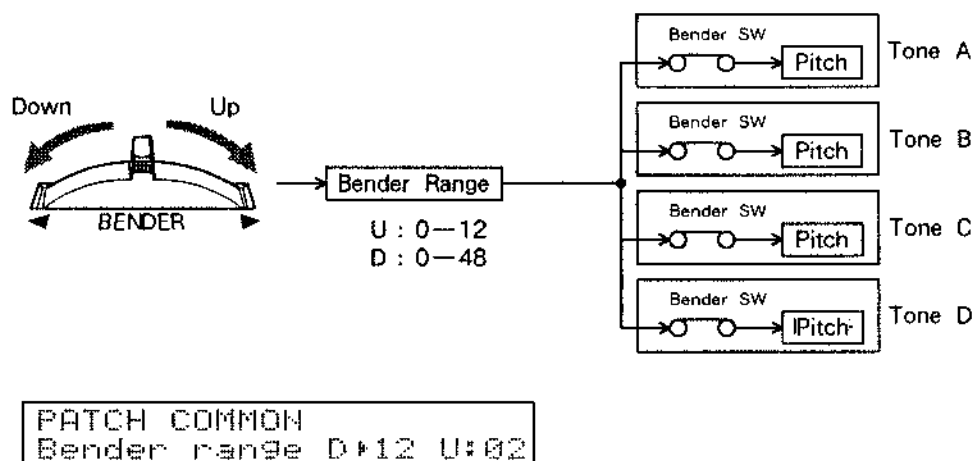 Down
Up
BENDER
Bender Range
U : 0—12
D : 0—48
Bender SW
Pitch
Tone A
Bender SW
Pitch
Tone B
Bender SW
Pitch
Tone C
Bender SW
Pitch
Tone D
PATCH COMMON
Bender range D▸12 U:02